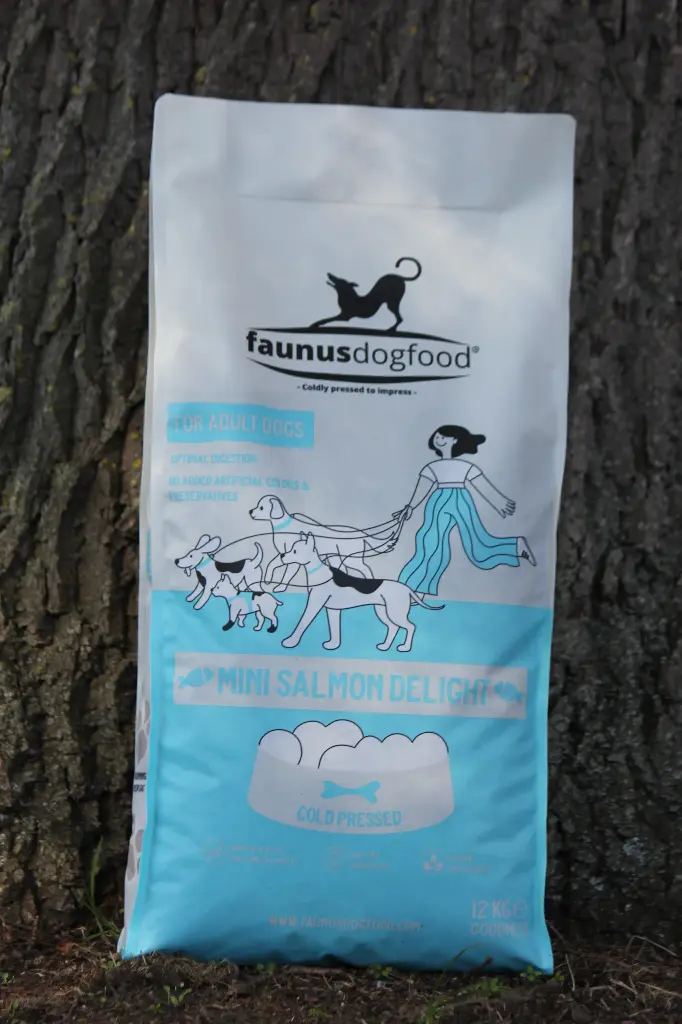 faunusdogfood®
- Coldly pressed to impress -
FOR ADULT DOGS
OPTIMAL DIGESTION
NO ADDED ARTIFICIAL COLORS &
PRESERVATIVES
MINI SALMON DELIGHT
COLD PRESSED
12 KG e
GOODNESS
WWW.FAUNUSDOGFOOD.COM